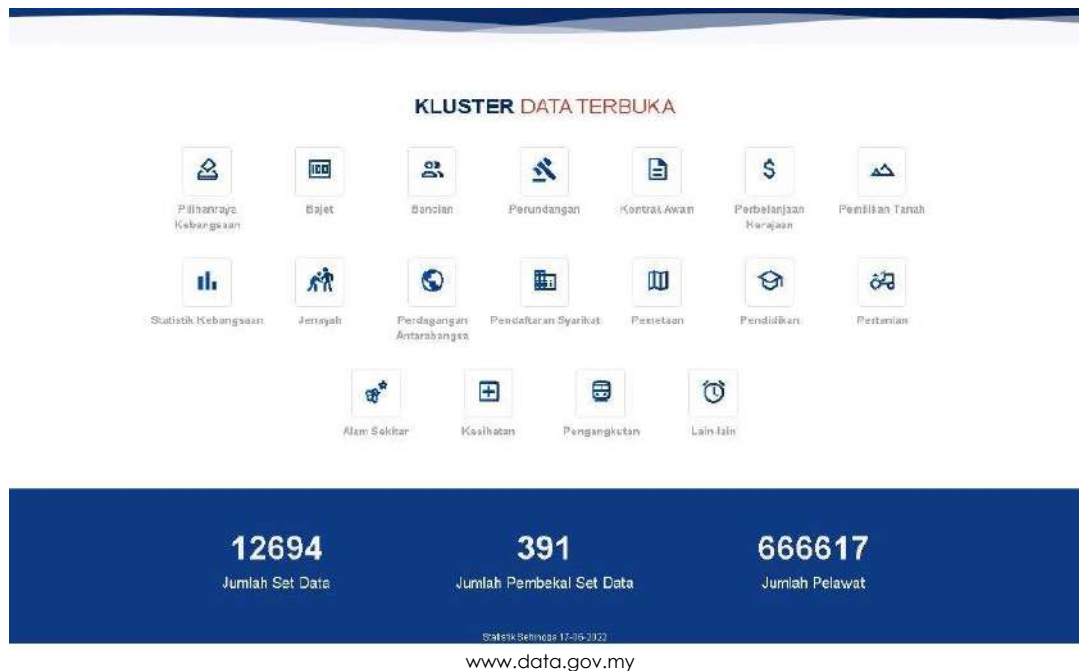 KLUSTER DATA TERBUKA
Pilihanraya Bajet Bancian Perundangan Kontrak Awam Perbelanjaan Pemilikan Tanah
Kebangsaan Kerajaan
Statistik Kebangsaan Jenayah Perdagangan Pendaftaran Syarikat Pemetaan Pendidikan Pertanian
Antarabangsa
Alam Sekitar Kesihatan Pengangkutan Lain-lain
12694 391 666617
Jumlah Set Data Jumlah Pembekal Set Data Jumlah Pelawat
Statistik Sehingga 17-06-2022
www.data.gov.my